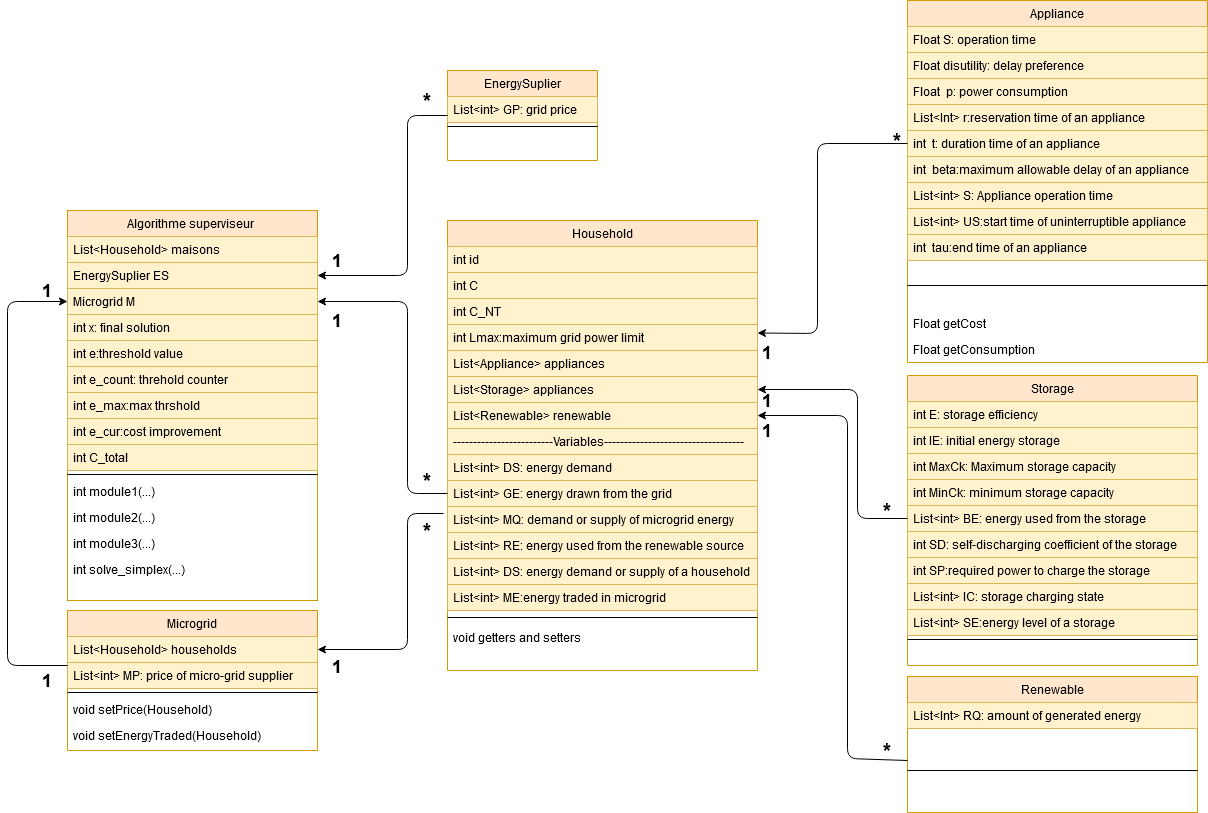 Appliance
Float S: operation time
Float disutility: delay preference
Float  p: power consumption
List<Int> r:reservation time of an appliance
int  t: duration time of an appliance
int  beta:maximum allowable delay of an appliance
List<int> S: Appliance operation time
List<int> US:start time of uninterruptible appliance
int  tau:end time of an appliance
Float getCost
Float getConsumption
*
1
EnergySuplier
List<int> GP: grid price
*
1
Algorithme superviseur
List<Household> maisons
EnergySuplier ES
Microgrid M
int x: final solution
int e:threshold value
int e_count: threhold counter
int e_max:max thrshold
int e_cur:cost improvement
int C_total
int module1(...)
int module2(...)
int module3(...)
int solve_simplex(...)
1
1
1
*
Household
int id
int C
int C_NT
int Lmax:maximum grid power limit
List<Appliance> appliances
List<Storage> appliances
List<Renewable> renewable
-------------------------Variables-----------------------------------
List<int> DS: energy demand
List<int> GE: energy drawn from the grid
List<int> MQ: demand or supply of microgrid energy
List<int> RE: energy used from the renewable source
List<int> DS: energy demand or supply of a household
List<int> ME:energy traded in microgrid
void getters and setters
*
1
Microgrid
List<Household> households
List<int> MP: price of micro-grid supplier
void setPrice(Household)
void setEnergyTraded(Household)
Storage
int E: storage efficiency
int IE: initial energy storage
int MaxCk: Maximum storage capacity
int MinCk: minimum storage capacity
List<int> BE: energy used from the storage
int SD: self-discharging coefficient of the storage
int SP:required power to charge the storage
List<int> IC: storage charging state
List<int> SE:energy level of a storage
1
*
1
*
Renewable
List<Int> RQ: amount of generated energy